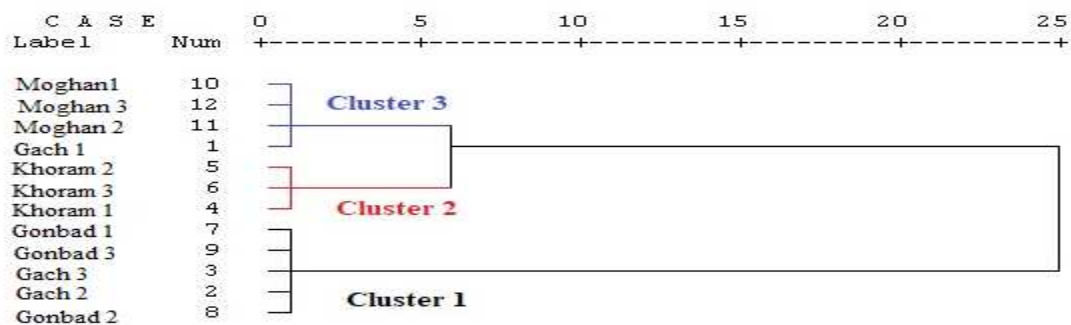 C A S E 0 5 10 15 20 25
Label Num +---------+---------+---------+---------+---------+
Moghan1 10
Moghan 3 12 Cluster 3
Moghan 2 11
Gach 1 1
Khoram 2 5
Khoram 3 6
Khoram 1 4 Cluster 2
Gonbad 1 7
Gonbad 3 9
Gach 3 3
Gach 2 2 Cluster 1
Gonbad 2 8